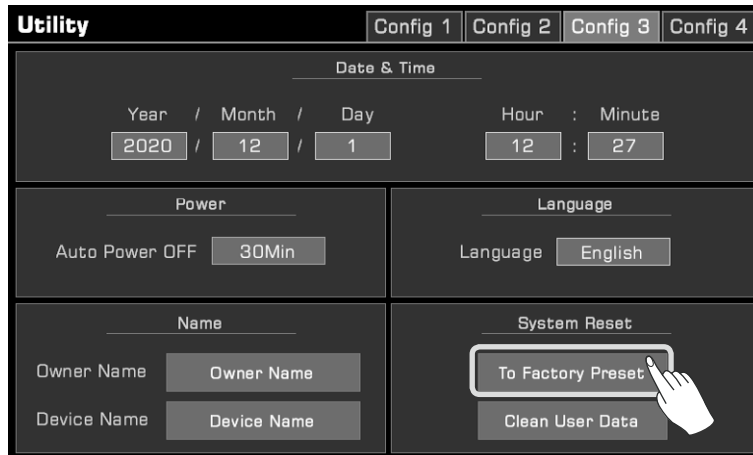 Utility
Config 1 Config 2 Config 3 Config 4
Date & Time
Year / Month / Day Hour : Minute
2020 / 12 / 1 12 : 27
Power
Auto Power OFF 30Min
Language
Language English
Name
Owner Name Owner Name
Device Name Device Name
System Reset
To Factory Preset
Clean User Data